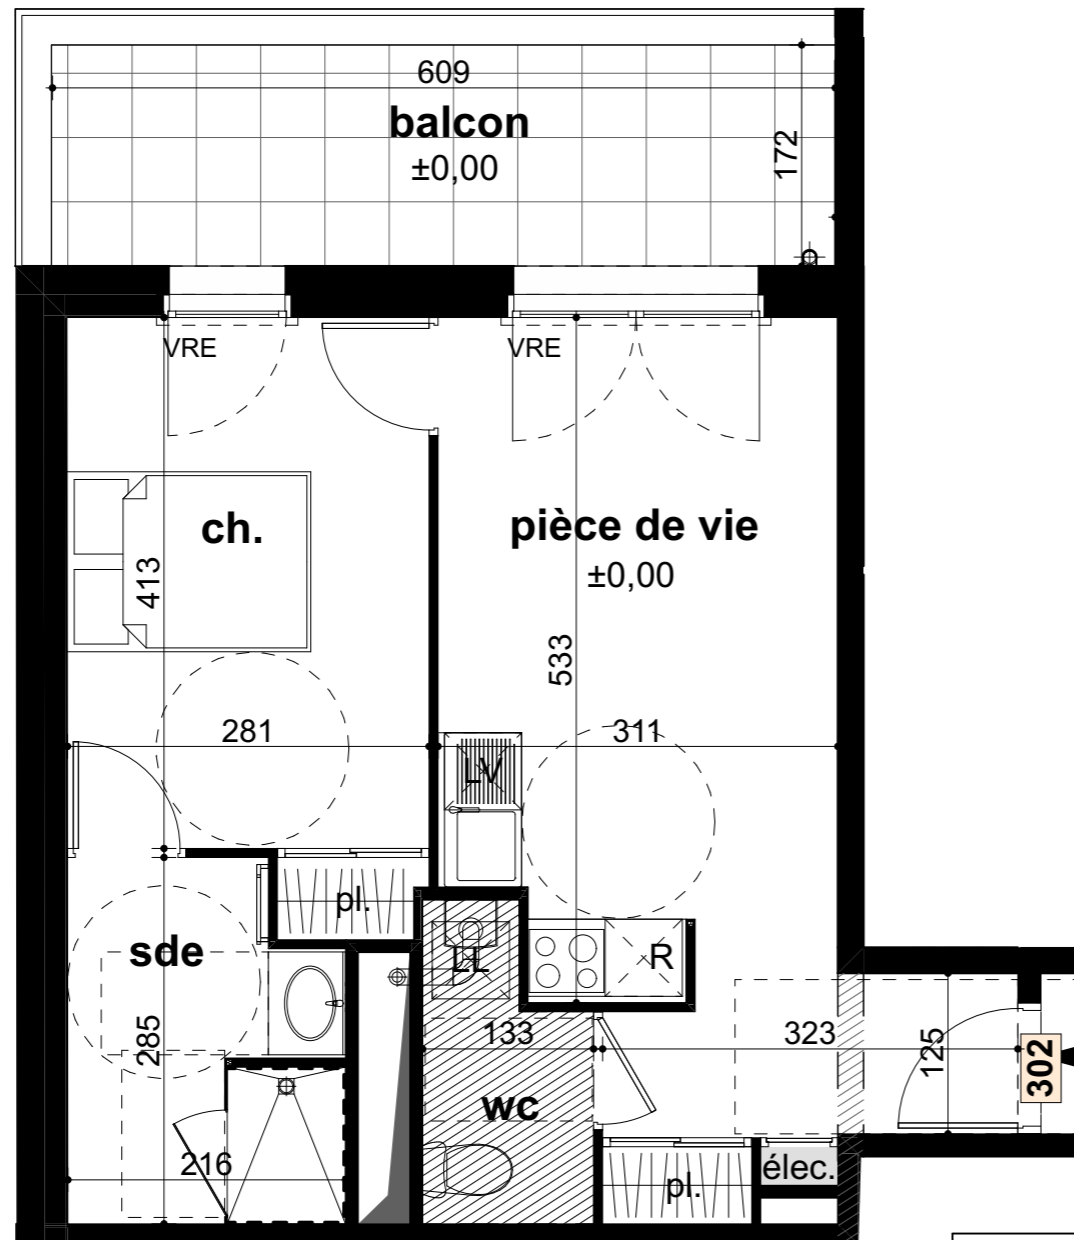 609
balcon
±0,00
172
VRE
VRE
ch.
pièce de vie
±0,00
413
533
281
311
LV
pl.
sde
LL
R
285
133
323
125
302
wc
216
pl.
élec.